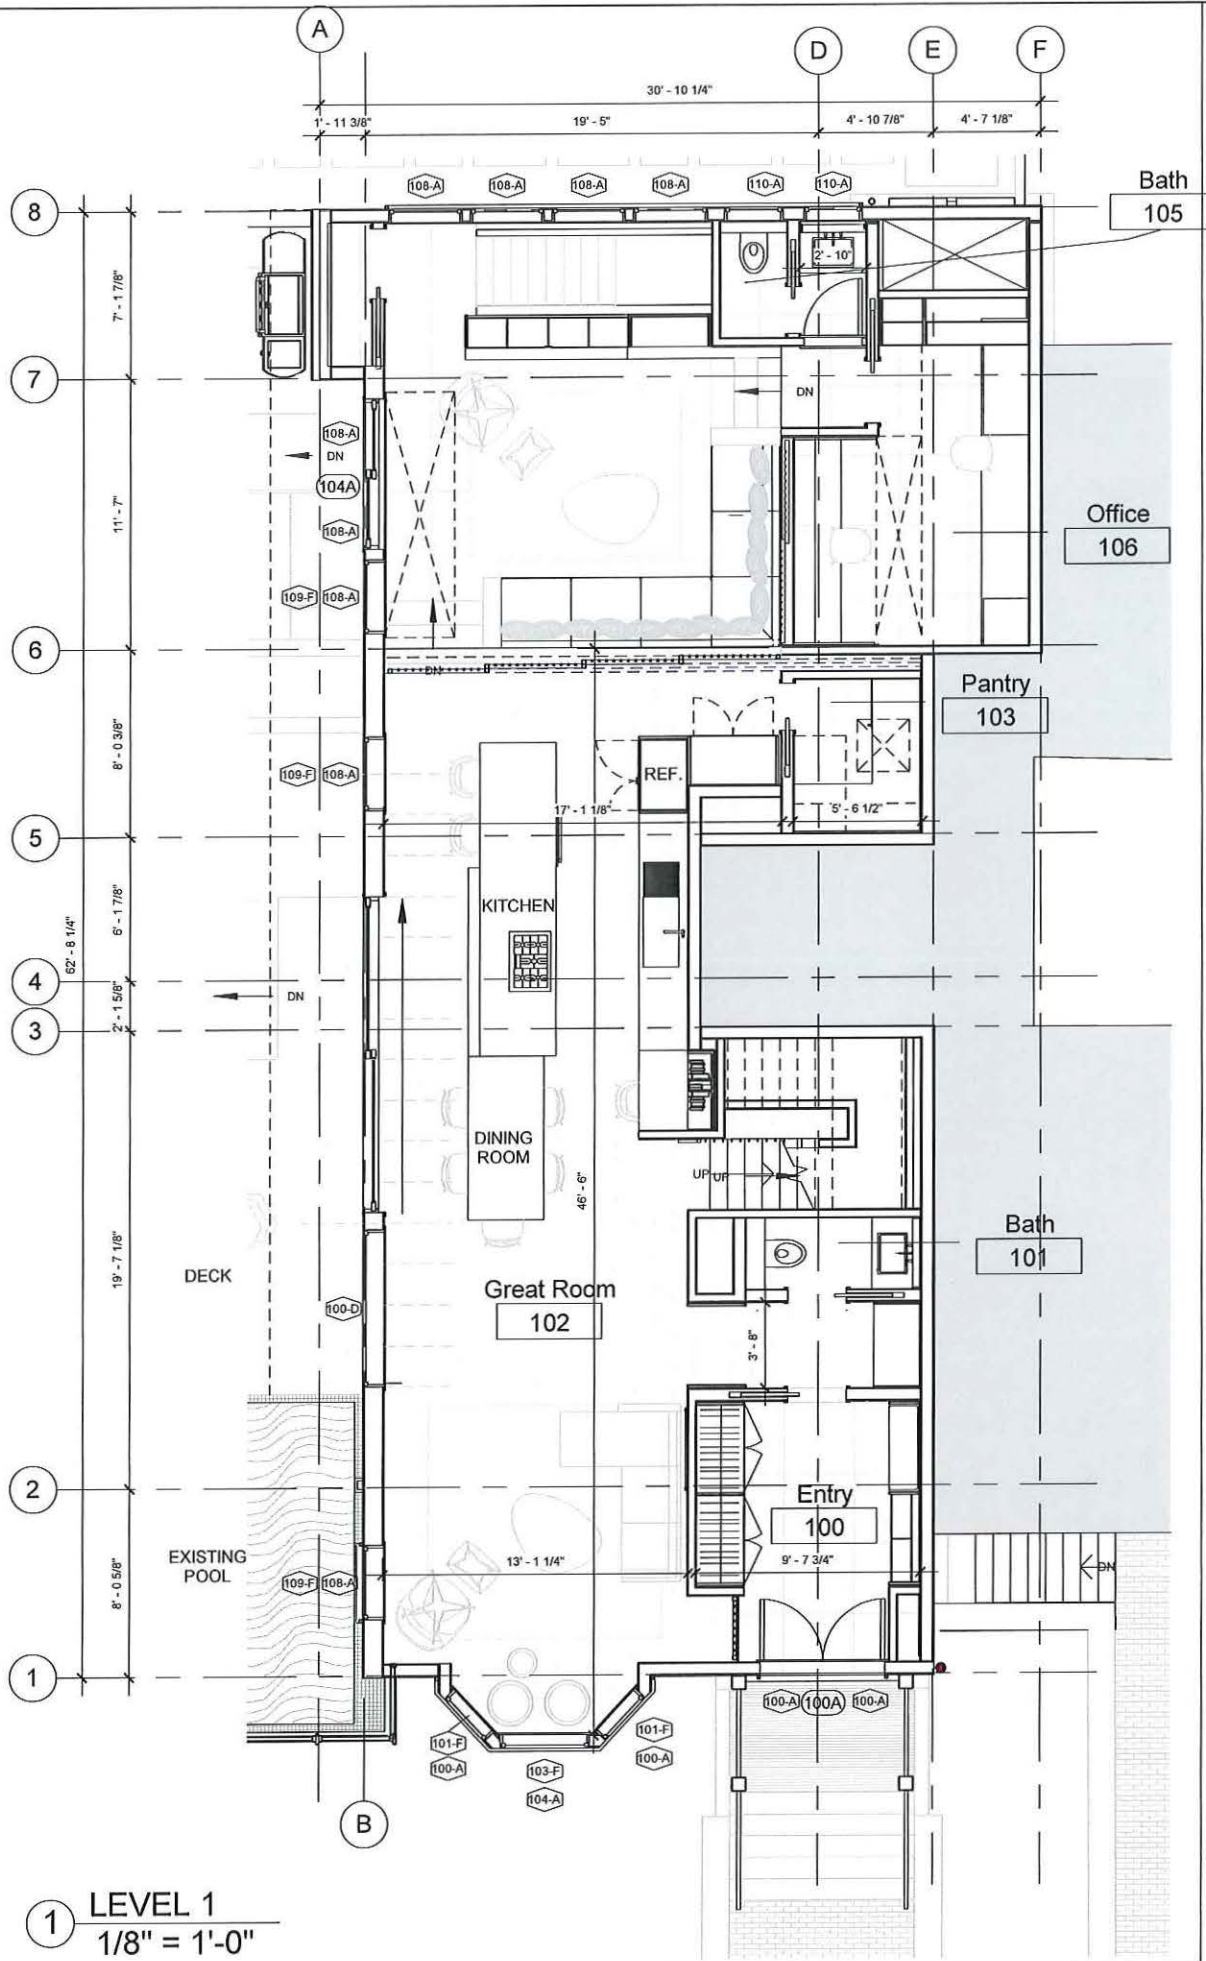 A
D
E
F
30' - 10 1/4"
1' - 11 3/8"
19' - 5"
4' - 10 7/8"
4' - 7 1/8"
108-A
108-A
108-A
108-A
110-A
110-A
Bath
105
8
2' - 10"
7' - 1 7/8"
7
DN
108-A
DN
104A
108-A
11' - 7"
Office
106
109-F
108-A
6
DN
Pantry
103
8' - 0 3/8"
109-F
108-A
REF.
17' - 1 1/8"
5' - 6 1/2"
5
KITCHEN
6' - 1 7/8"
62' - 8 1/4"
4
DN
2' - 1 5/8"
3
DINING
ROOM
UP
UP
46' - 6"
Bath
101
19' - 7 1/8"
DECK
Great Room
102
100-D
3' - 8"
2
Entry
100
EXISTING
POOL
13' - 1 1/4"
9' - 7 3/4"
DN
109-F
108-A
8' - 0 5/8"
1
100-A
100A
100-A
101-F
100-A
101-F
100-A
103-F
104-A
B
1
LEVEL 1
1/8" = 1'-0"